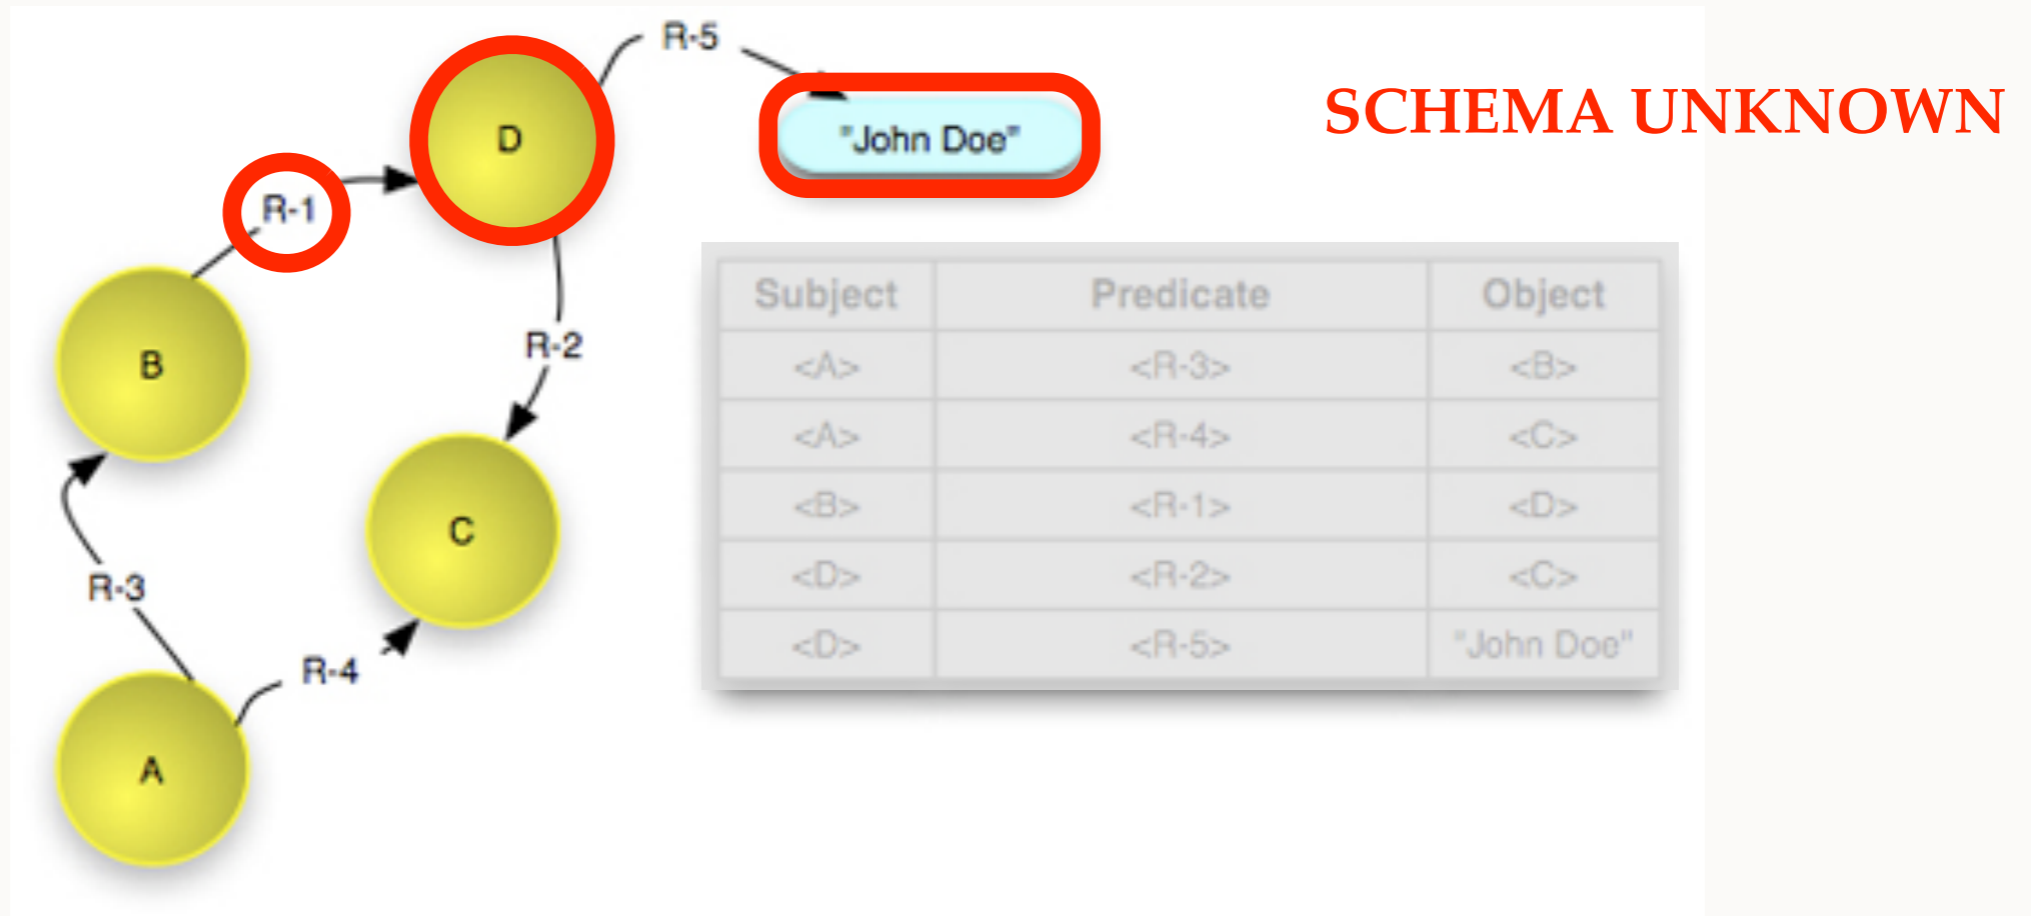 R-5
D
"John Doe"
SCHEMA UNKNOWN
R-1
B
R-2
C
R-3
R-4
A
Subject Predicate Object
<A> <R-3> <B>
<A> <R-4> <C>
<B> <R-1> <D>
<D> <R-2> <C>
<D> <R-5> "John Doe"